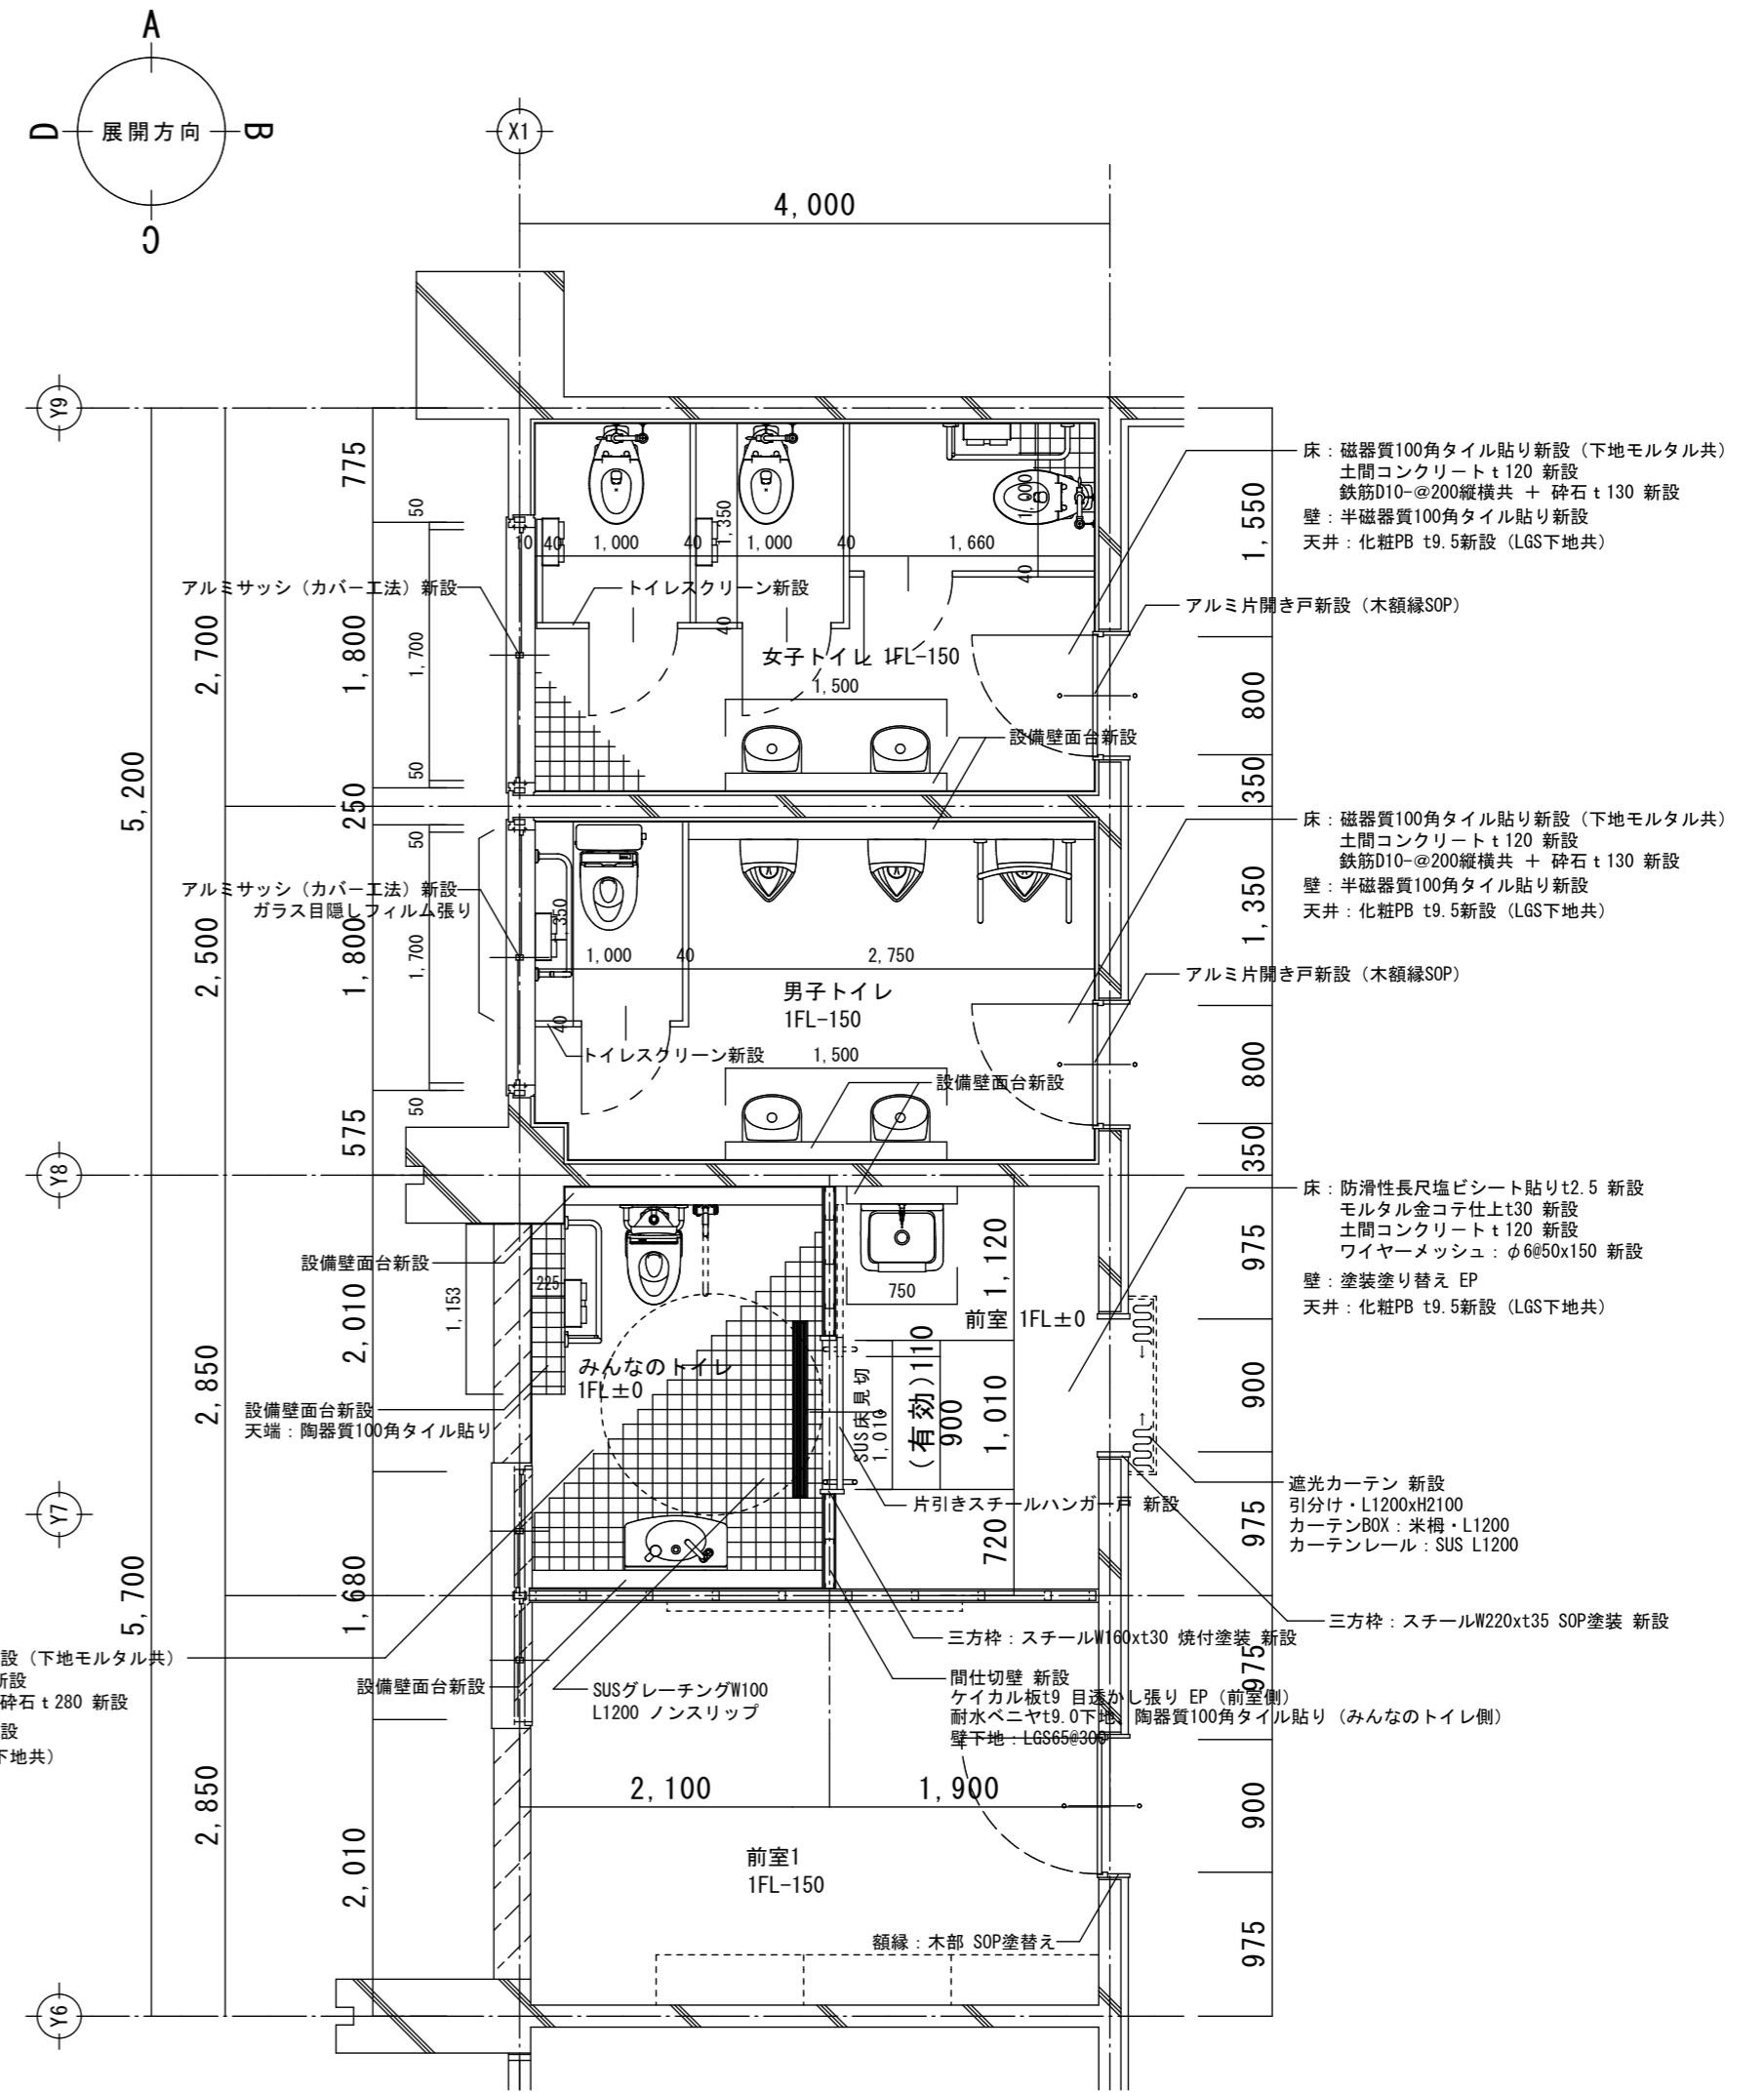 A
D
展開方向
B
C
X1
4,000
Y9
Y8
Y7
Y6
5,200
5,700
2,700
2,500
2,850
2,850
775
1,800
250
1,800
575
2,010
1,680
2,010
50
1,700
50
50
1,700
50
1,153
10
40
1,000
40
1,350
1,000
40
1,660
1,000
40
40
アルミサッシ（カバー工法）新設
トイレスクリーン新設
女子トイレ 1FL-150
1,500
設備壁面台新設
床：磁器質100角タイル貼り新設（下地モルタル共）
土間コンクリートｔ120 新設
鉄筋D10-@200縦横共 ＋ 砕石ｔ130 新設
壁：半磁器質100角タイル貼り新設
天井：化粧PB t9.5新設（LGS下地共）
アルミ片開き戸新設（木額縁SOP）
1,550
800
350
1,350
800
350
975
900
975
975
900
975
アルミサッシ（カバー工法）新設
ガラス目隠しフィルム張り
1,000
40
2,750
男子トイレ
1FL-150
40
トイレスクリーン新設
1,500
設備壁面台新設
床：磁器質100角タイル貼り新設（下地モルタル共）
土間コンクリートｔ120 新設
鉄筋D10-@200縦横共 ＋ 砕石ｔ130 新設
壁：半磁器質100角タイル貼り新設
天井：化粧PB t9.5新設（LGS下地共）
アルミ片開き戸新設（木額縁SOP）
設備壁面台新設
225
みんなのトイレ
1FL±0
設備壁面台新設
天端：陶器質100角タイル貼り
750
1,120
前室 1FL±0
110
SUS床見切
1,010
(有効)
900
1,010
720
片引きスチールハンガー戸 新設
床：防滑性長尺塩ビシート貼りt2.5 新設
モルタル金コテ仕上t30 新設
土間コンクリートｔ120 新設
ワイヤーメッシュ：φ6@50x150 新設
壁：塗装塗り替え EP
天井：化粧PB t9.5新設（LGS下地共）
遮光カーテン 新設
引分け・L1200xH2100
カーテンBOX：米栂・L1200
カーテンレール：SUS L1200
三方枠：スチールW220xt35 SOP塗装 新設
三方枠：スチールW160xt30 焼付塗装 新設
間仕切壁 新設
ケイカル板t9 目透かし張り EP（前室側）
耐水ベニヤt9.0下地、陶器質100角タイル貼り（みんなのトイレ側）
壁下地：LGS65@300
設（下地モルタル共）
新設
砕石ｔ280 新設
設
下地共）
設備壁面台新設
SUSグレーチングW100
L1200 ノンスリップ
2,100
1,900
前室1
1FL-150
額縁：木部 SOP塗替え